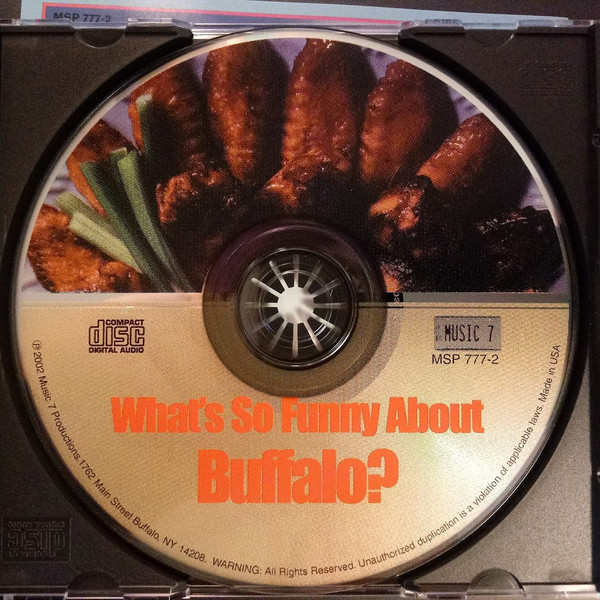 MSP 777-2
COMPACT
disc
DIGITAL AUDIO
MUSIC 7
MSP 777-2
What's So Funny About
Buffalo?
℗ 2002 Music 7 Productions.1762 Main Street Buffalo, NY 14208. WARNING: All Rights Reserved. Unauthorized duplication is a violation of applicable laws. Made in USA